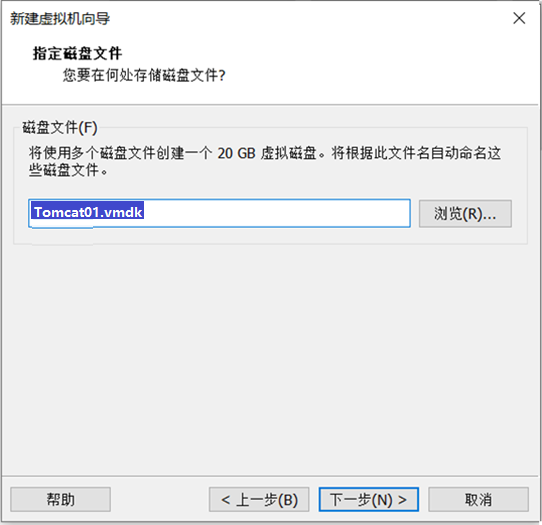 新建虚拟机向导
指定磁盘文件
您要在何处存储磁盘文件?
磁盘文件(F)
将使用多个磁盘文件创建一个 20 GB 虚拟磁盘。将根据此文件名自动命名这
些磁盘文件。
Tomcat01.vmdk
浏览(R)...
帮助
< 上一步(B)
下一步(N) >
取消